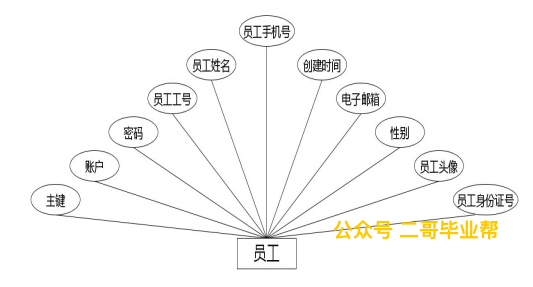 员工手机号
员工姓名
创建时间
员工工号
电子邮箱
密码
性别
账户
员工头像
主键
员工身份证号
公众号 二哥毕业帮
员工